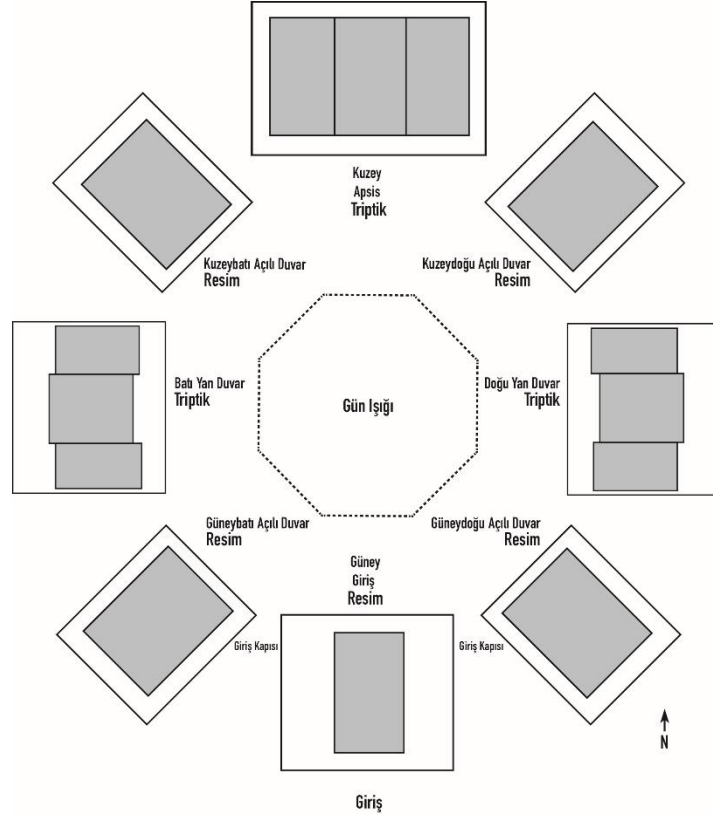 Kuzey
Apsis
Triptik
Kuzeybatı Açılı Duvar
Resim
Kuzeydoğu Açılı Duvar
Resim
Batı Yan Duvar
Triptik
Gün Işığı
Doğu Yan Duvar
Triptik
Güneybatı Açılı Duvar
Resim
Güneydoğu Açılı Duvar
Resim
Güney
Giriş
Resim
Giriş Kapısı
Giriş Kapısı
N
Giriş